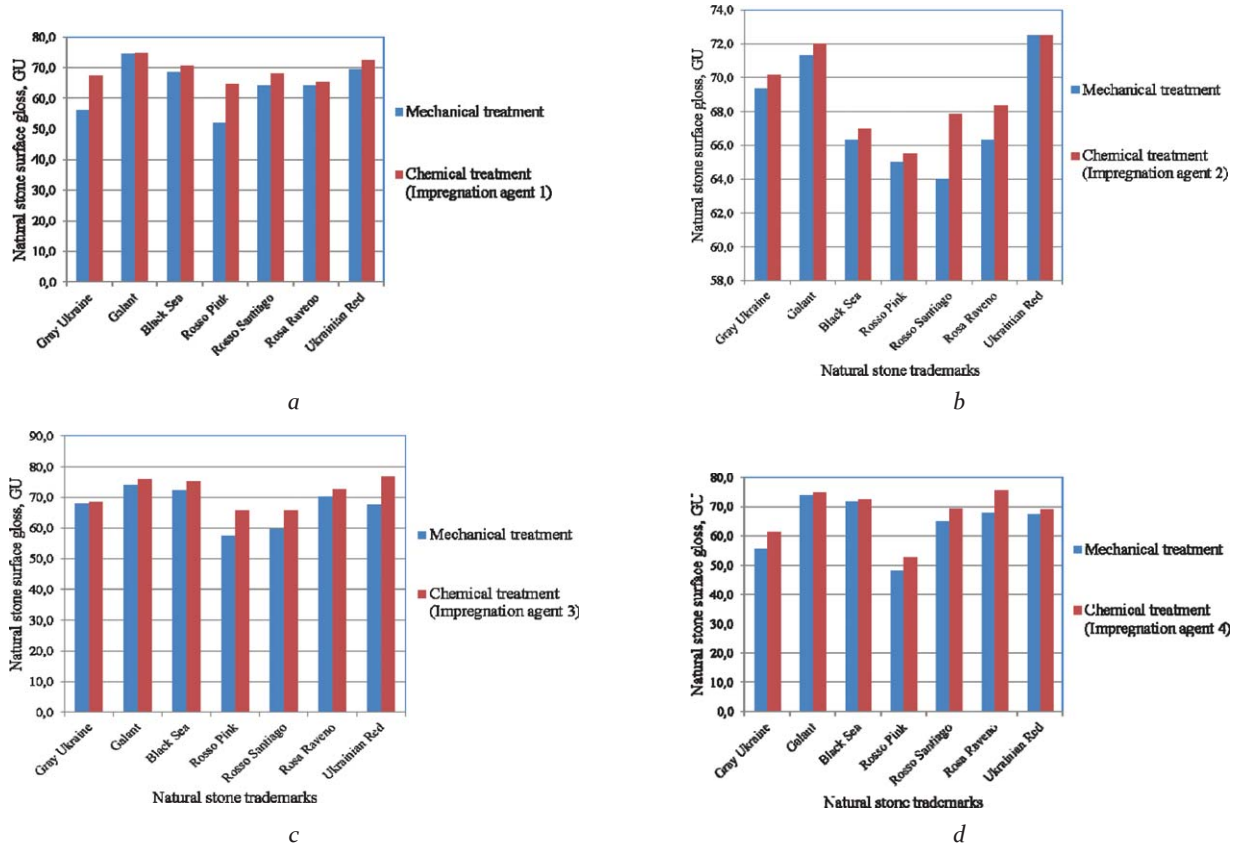 Natural stone surface gloss, GU
80,0
70,0
60,0
50,0
40,0
30,0
20,0
10,0
0,0
Gray Ukraine
Galant
Black Sea
Rosso Pink
Rosso Santiago
Rosa Raveno
Ukrainian Red
Mechanical treatment
Chemical treatment
(Impregnation agent 1)
a
Natural stone surface gloss, GU
74,0
72,0
70,0
68,0
66,0
64,0
62,0
60,0
58,0
Gray Ukraine
Galant
Black Sea
Rosso Pink
Rosso Santiago
Rosa Raveno
Ukrainian Red
Natural stone trademarks
Mechanical treatment
Chemical treatment
(Impregnation agent 2)
b
Natural stone surface gloss, GU
90,0
80,0
70,0
60,0
50,0
40,0
30,0
20,0
10,0
0,0
Gray Ukraine
Galant
Black Sea
Rosso Pink
Rosso Santiago
Rosa Raveno
Ukrainian Red
Natural stone trademarks
Mechanical treatment
Chemical treatment
(Impregnation agent 3)
c
Natural stone surface gloss, GU
80,0
70,0
60,0
50,0
40,0
30,0
20,0
10,0
0,0
Gray Ukraine
Galant
Black Sea
Rosso Pink
Rosso Santiago
Rosa Raveno
Ukrainian Red
Natural stone trademarks
Mechanical treatment
Chemical treatment
(Impregnation agent 4)
d